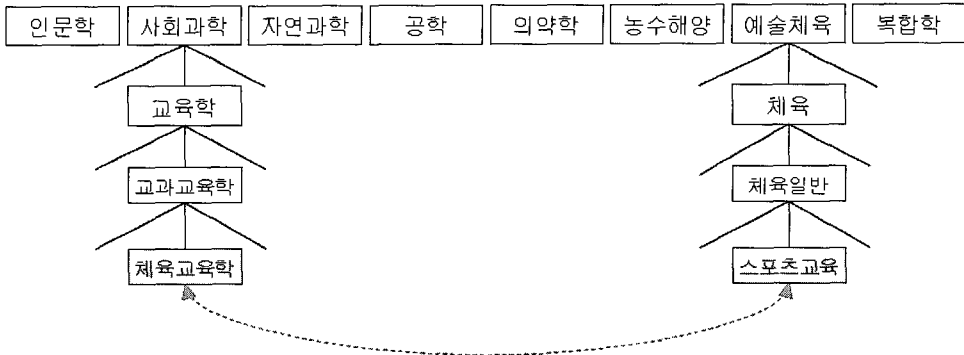 인문학 사회과학 자연과학 공학 의약학 농수해양 예술체육 복합학
교육학 체육
교과교육학 체육일반
체육교육학 스포츠교육